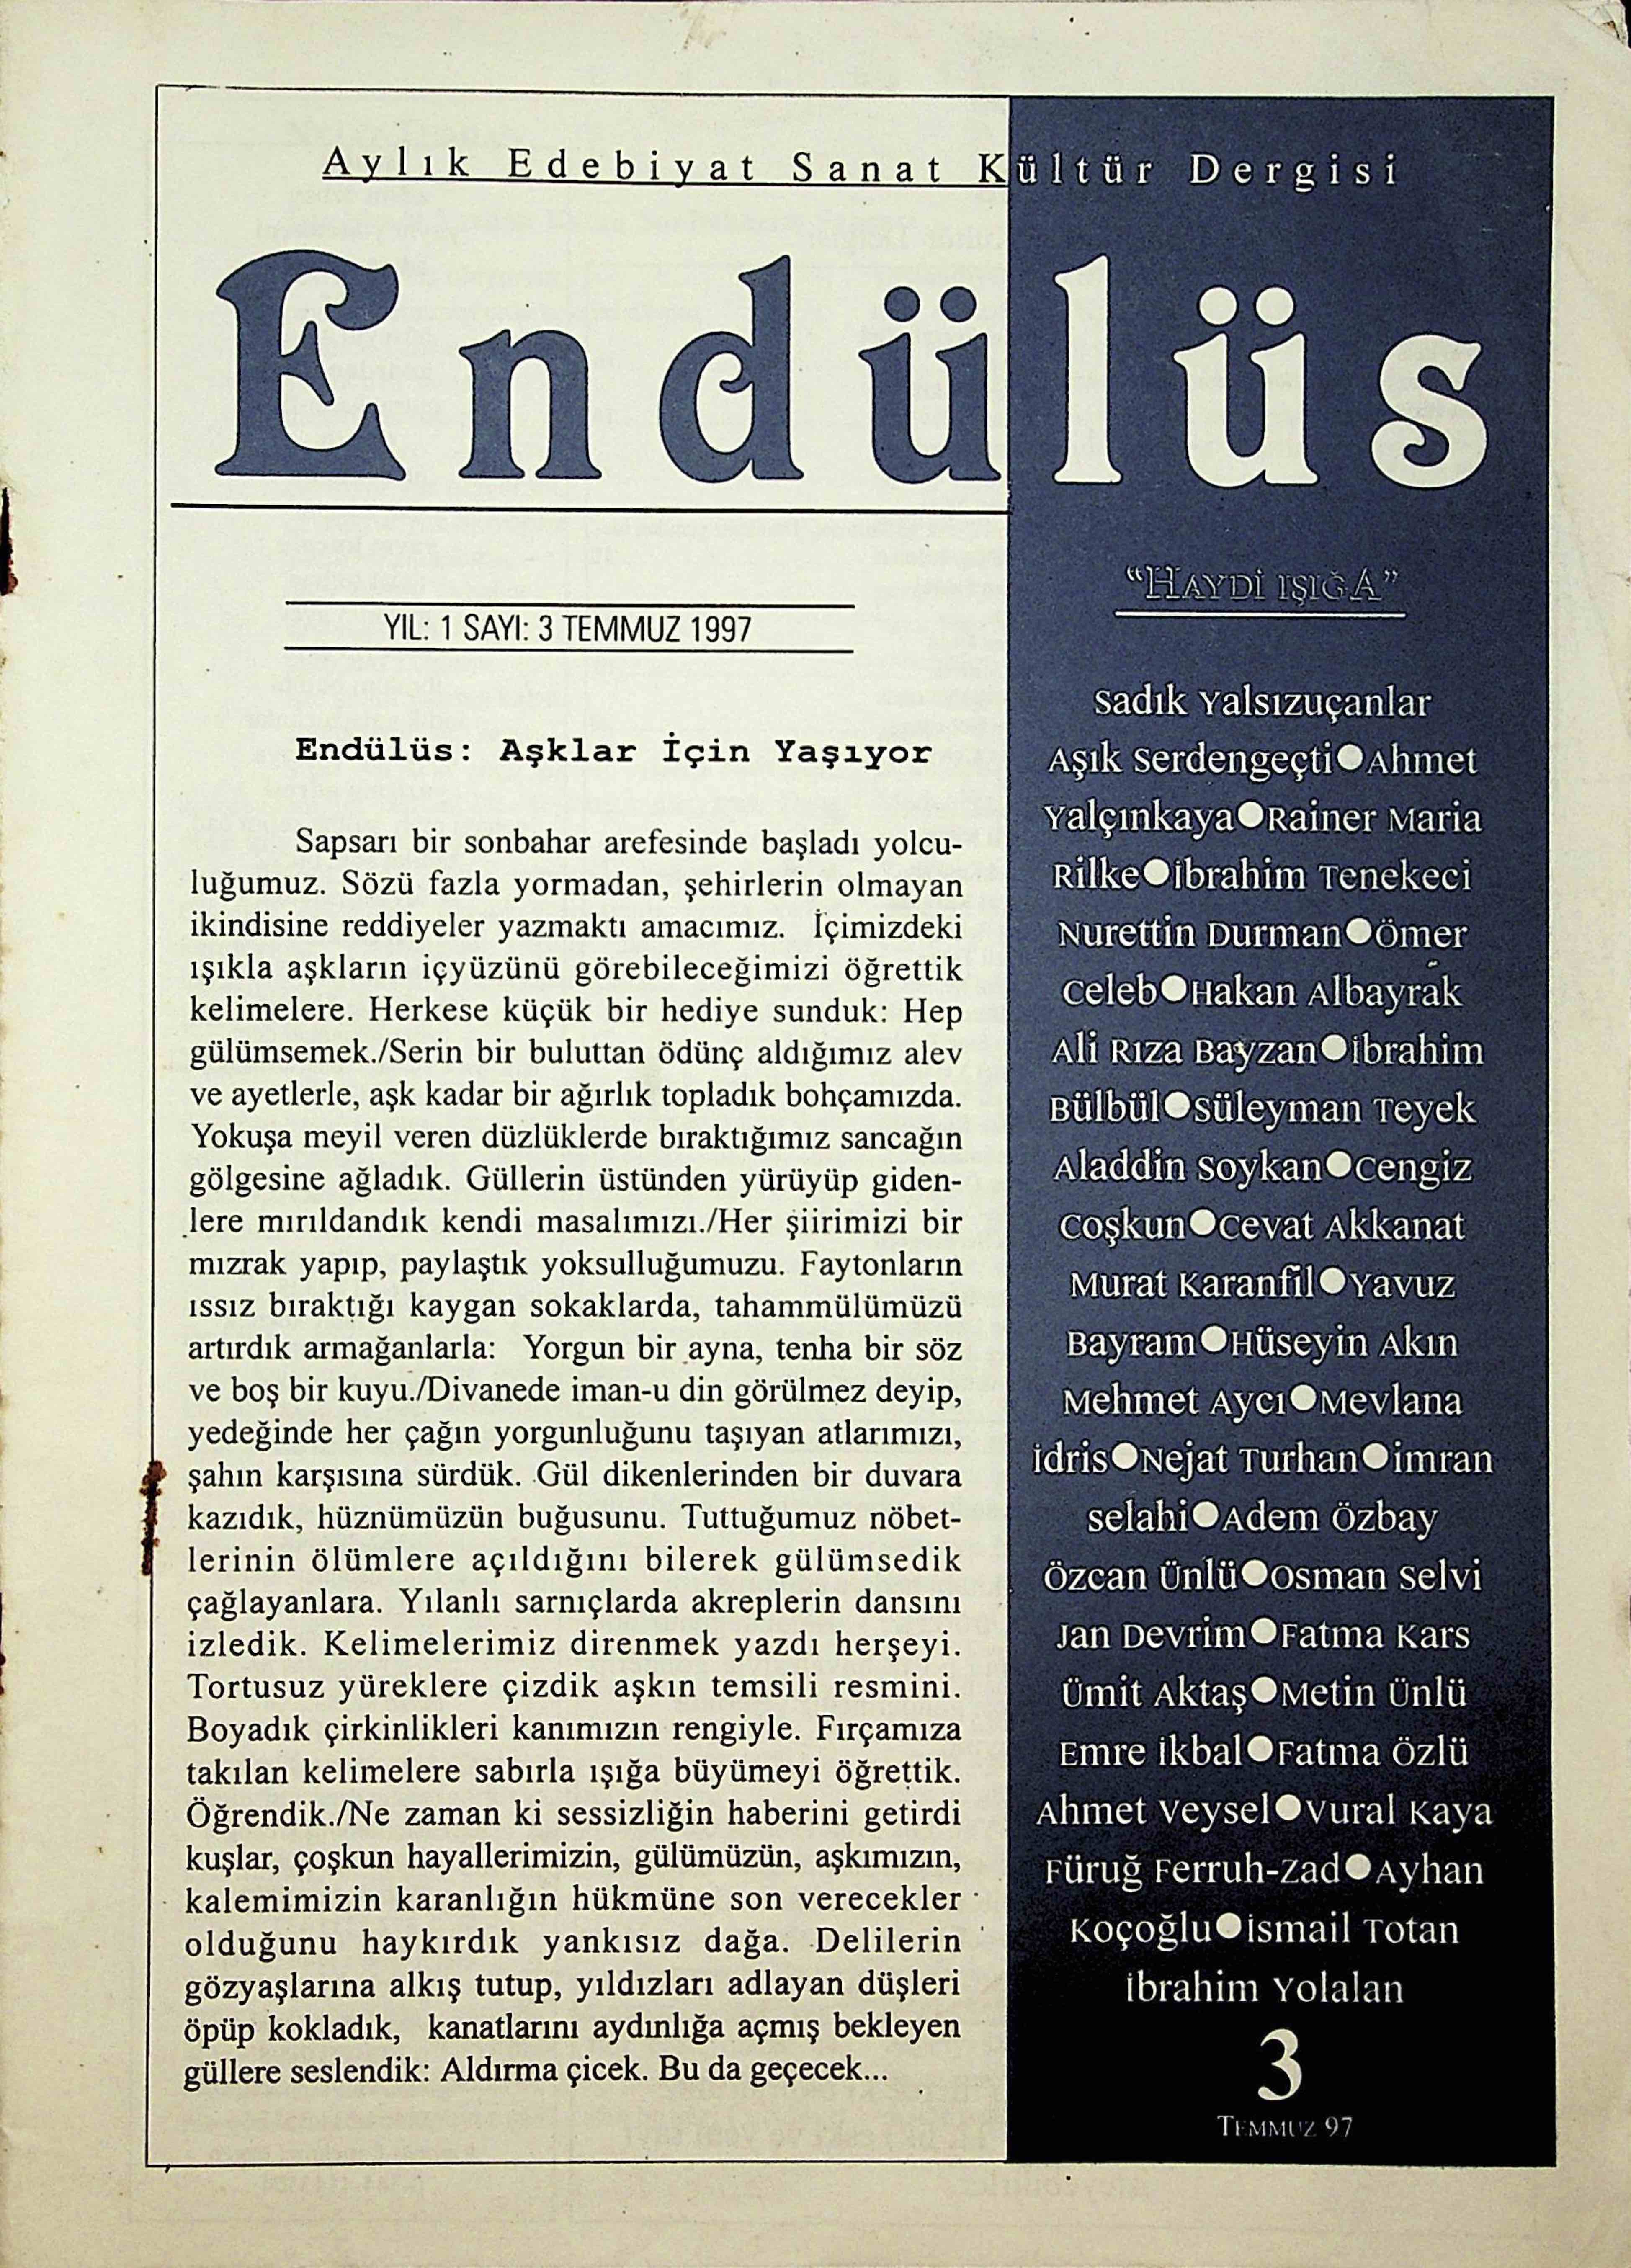 Aylık Edebiyat Sanat Kültür Dergisi
Endülüs
YIL: 1 SAYI: 3 TEMMUZ 1997
Endülüs: Aşklar İçin Yaşıyor
Sapsarı bir sonbahar arefesinde başladı yolcu-
luğumuz. Sözü fazla yormadan, şehirlerin olmayan
ikindisine reddiyeler yazmaktı amacımız. İçimizdeki
ışıkla aşkların içyüzünü görebileceğimizi öğrettik
kelimelere. Herkese küçük bir hediye sunduk: Hep
gülümsemek./Serin bir buluttan ödünç aldığımız alev
ve ayetlerle, aşk kadar bir ağırlık topladık bohçamızda.
Yokuşa meyil veren düzlüklerde bıraktığımız sancağın
gölgesine ağladık. Güllerin üstünden yürüyüp giden-
lere mırıldandık kendi masalımızı./Her şiirimizi bir
mızrak yapıp, paylaştık yoksulluğumuzu. Faytonların
ıssız bıraktığı kaygan sokaklarda, tahammülümüzü
artırdık armağanlarla: Yorgun bir ayna, tenha bir söz
ve boş bir kuyu./Divanede iman-u din görülmez deyip,
yedeğinde her çağın yorgunluğunu taşıyan atlarımızı,
şahın karşısına sürdük. Gül dikenlerinden bir duvara
kazıdık, hüznümüzün buğusunu. Tuttuğumuz nöbet-
lerinin ölümlere açıldığını bilerek gülümsedik
çağlayanlara. Yılanlı sarnıçlarda akreplerin dansını
izledik. Kelimelerimiz direnmek yazdı herşeyi.
Tortusuz yüreklere çizdik aşkın temsili resmini.
Boyadık çirkinlikleri kanımızın rengiyle. Fırçamıza
takılan kelimelere sabırla ışığa büyümeyi öğrettik.
Öğrendik./Ne zaman ki sessizliğin haberini getirdi
kuşlar, çoşkun hayallerimizin, gülümüzün, aşkımızın,
kalemimizin karanlığın hükmüne son verecekler
olduğunu haykırdık yankısız dağa. Delilerin
gözyaşlarına alkış tutup, yıldızları adlayan düşleri
öpüp kokladık, kanatlarını aydınlığa açmış bekleyen
güllere seslendik: Aldırma çicek. Bu da geçecek...
"HAYDİ IŞIĞA"
Sadık Yalsızuçanlar
Aşık Serdengeçti●Ahmet
Yalçınkaya●Rainer Maria
Rilke●İbrahim Tenekeci
Nurettin Durman●Ömer
Celeb●Hakan Albayrak
Ali Rıza Bayzan●İbrahim
Bülbül●Süleyman Teyek
Aladdin Soykan●Cengiz
Coşkun●Cevat Akkanat
Murat Karanfil●Yavuz
Bayram●Hüseyin Akın
Mehmet Aycı●Mevlana
İdris●Nejat Turhan●İmran
Selahi●Adem Özbay
Özcan Ünlü●Osman Selvi
Jan Devrim●Fatma Kars
Ümit Aktaş●Metin Ünlü
Emre İkbal●Fatma Özlü
Ahmet Veysel●Vural Kaya
Füruğ Ferruh-Zad●Ayhan
Koçoğlu●İsmail Totan
İbrahim Yolalan
3
TEMMUZ 97